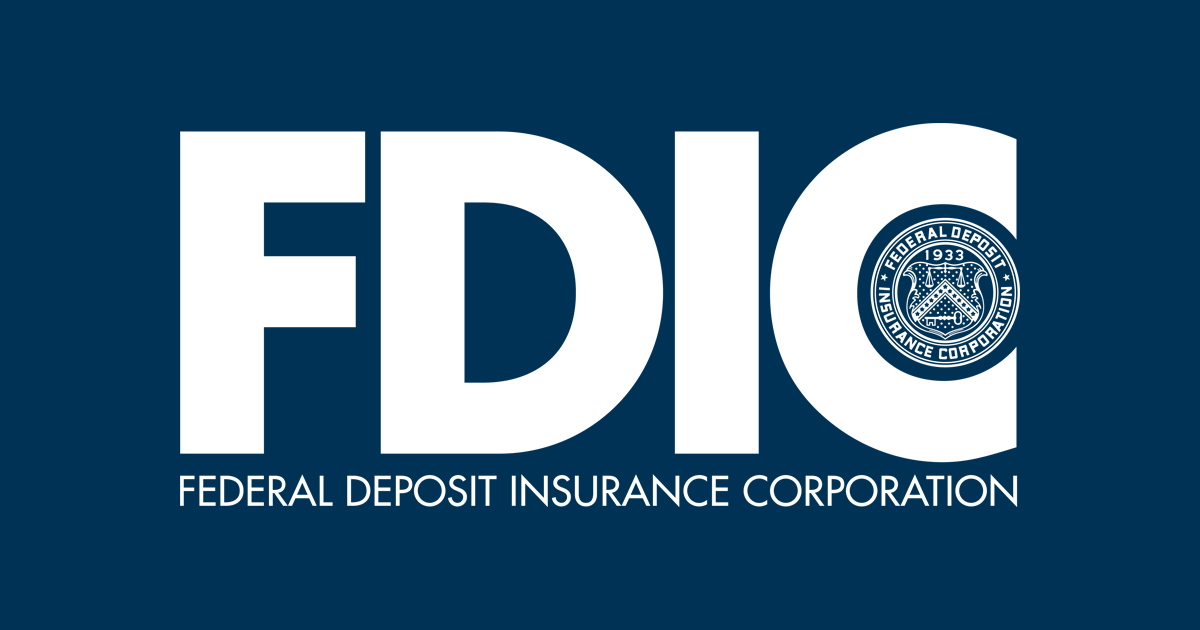 FDIC
FEDERAL DEPOSIT
1933
INSURANCE CORPORATION
FEDERAL DEPOSIT INSURANCE CORPORATION